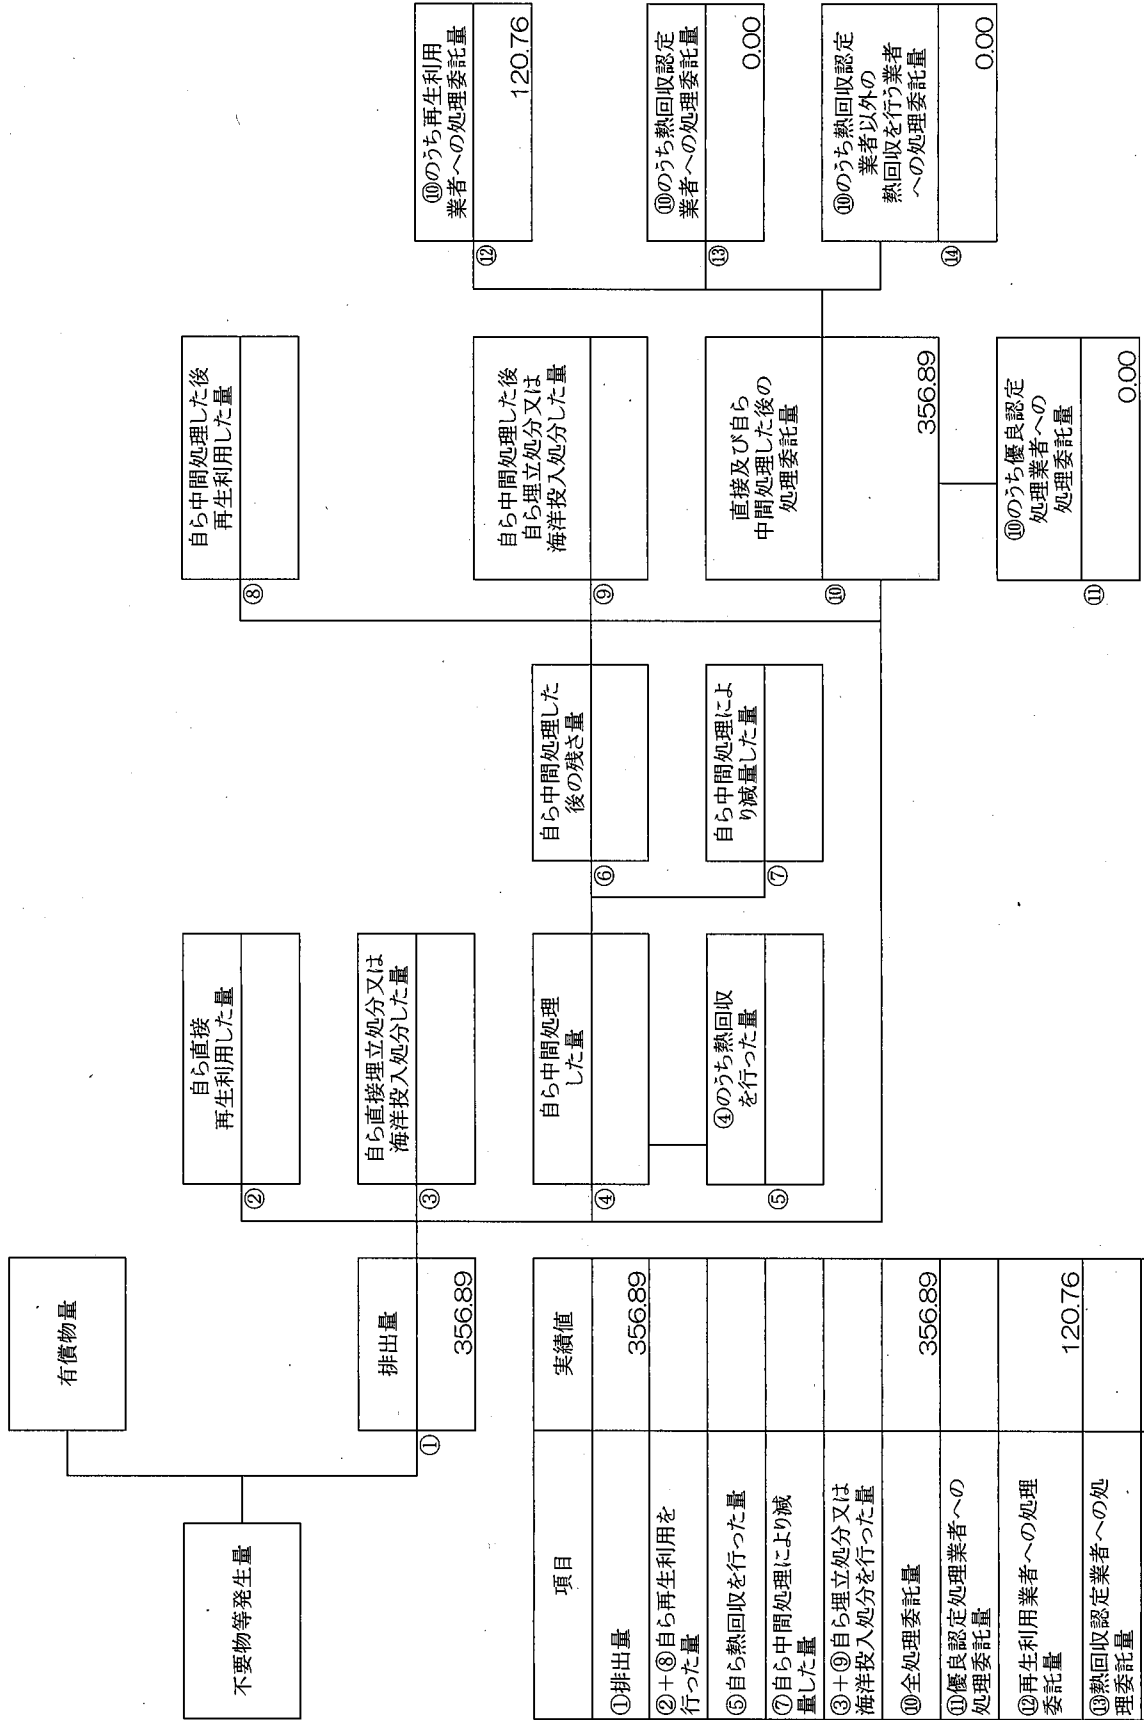 不要物等発生量
有償物量
排出量
①
356.89
自ら直接
再生利用した量
②
自ら直接埋立処分又は
海洋投入処分した量
③
自ら中間処理
した量
④
④のうち熱回収
を行った量
⑤
自ら中間処理した
後の残さ量
⑥
自ら中間処理によ
り減量した量
⑦
自ら中間処理した後
再生利用した量
⑧
自ら中間処理した後
自ら埋立処分又は
海洋投入処分した量
⑨
直接及び自ら
中間処理した後の
処理委託量
⑩
356.89
⑩のうち優良認定
処理業者への
処理委託量
⑪
0.00
⑩のうち再生利用
業者への処理委託量
⑫
120.76
⑩のうち熱回収認定
業者への処理委託量
⑬
0.00
⑩のうち熱回収認定
業者以外の
熱回収を行う業者
への処理委託量
⑭
0.00
項目 実績値
①排出量 356.89
②+⑧自ら再生利用を
行った量
⑤自ら熱回収を行った量
⑦自ら中間処理により減
量した量
③+⑨自ら埋立処分又は
海洋投入処分を行った量
⑩全処理委託量 356.89
⑪優良認定処理業者への
処理委託量
⑫再生利用業者への処理
委託量 120.76
⑬熱回収認定業者への処
理委託量